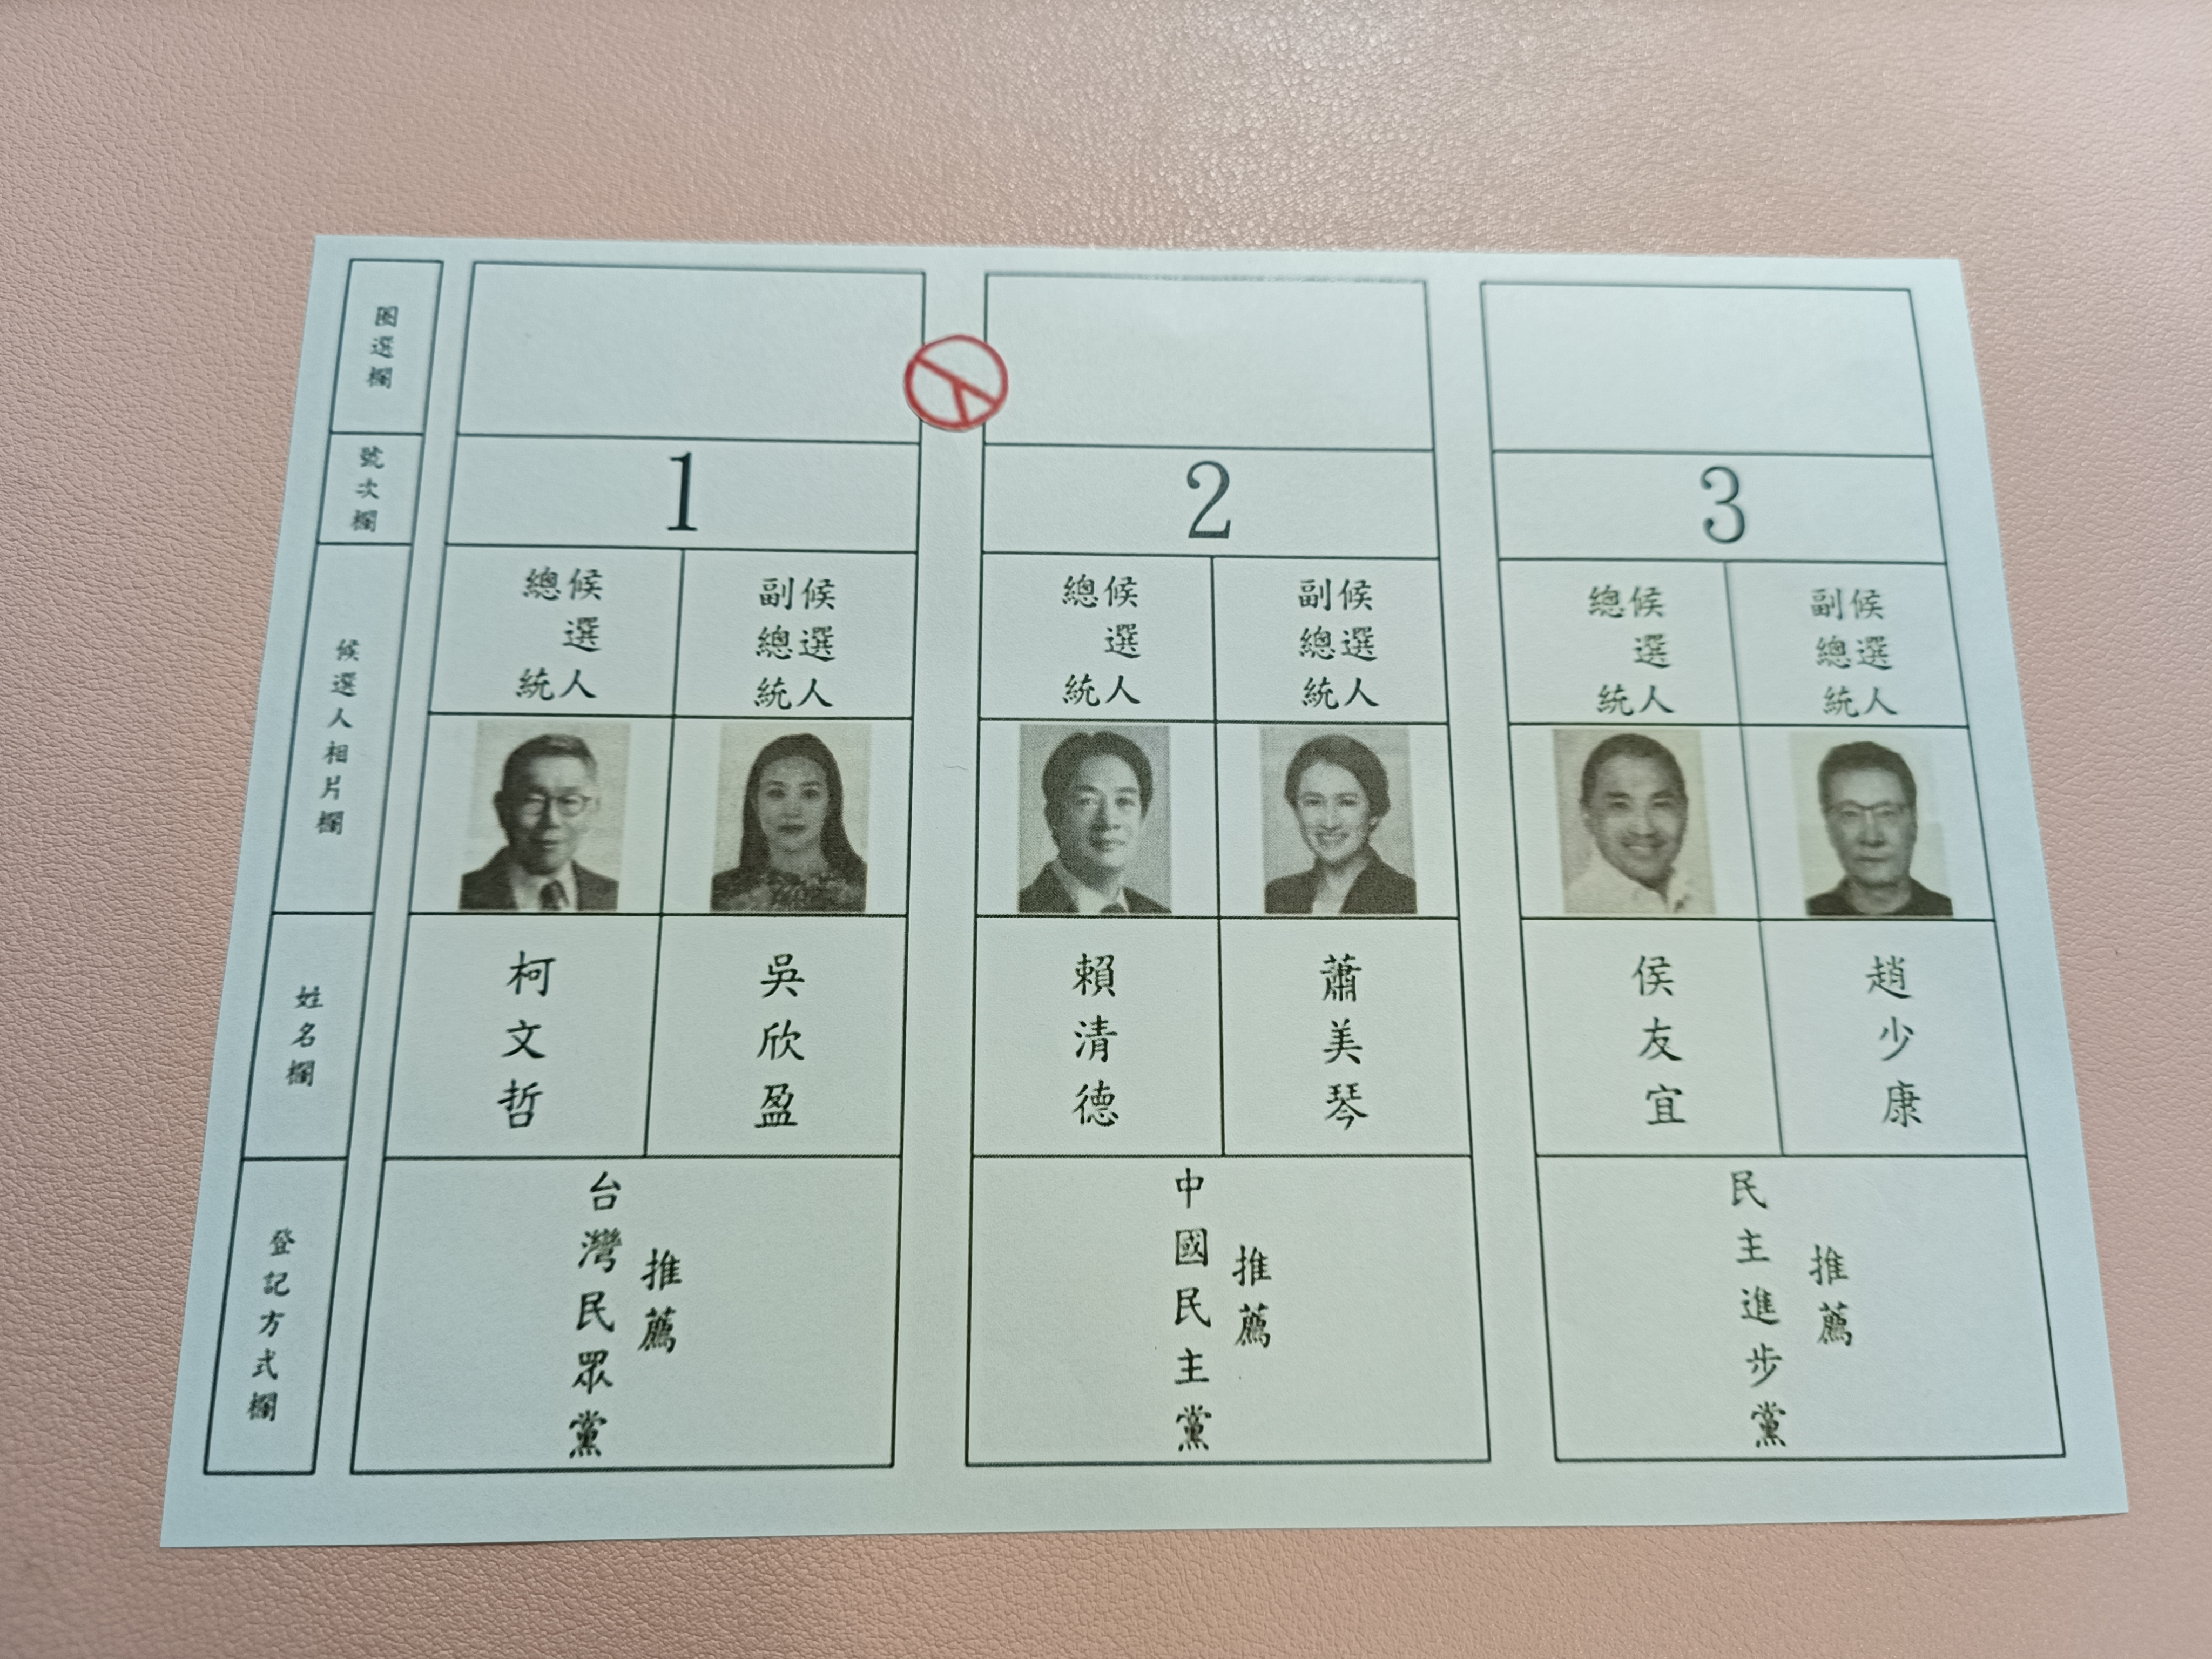 圈選欄
號次欄
候選人相片欄
姓名欄
登記方式欄
1
總統
候選人
副總統
候選人
柯文哲
吳欣盈
台灣民眾黨
推薦
2
總統
候選人
副總統
候選人
賴清德
蕭美琴
中國民主黨
推薦
3
總統
候選人
副總統
候選人
侯友宜
趙少康
民主進步黨
推薦